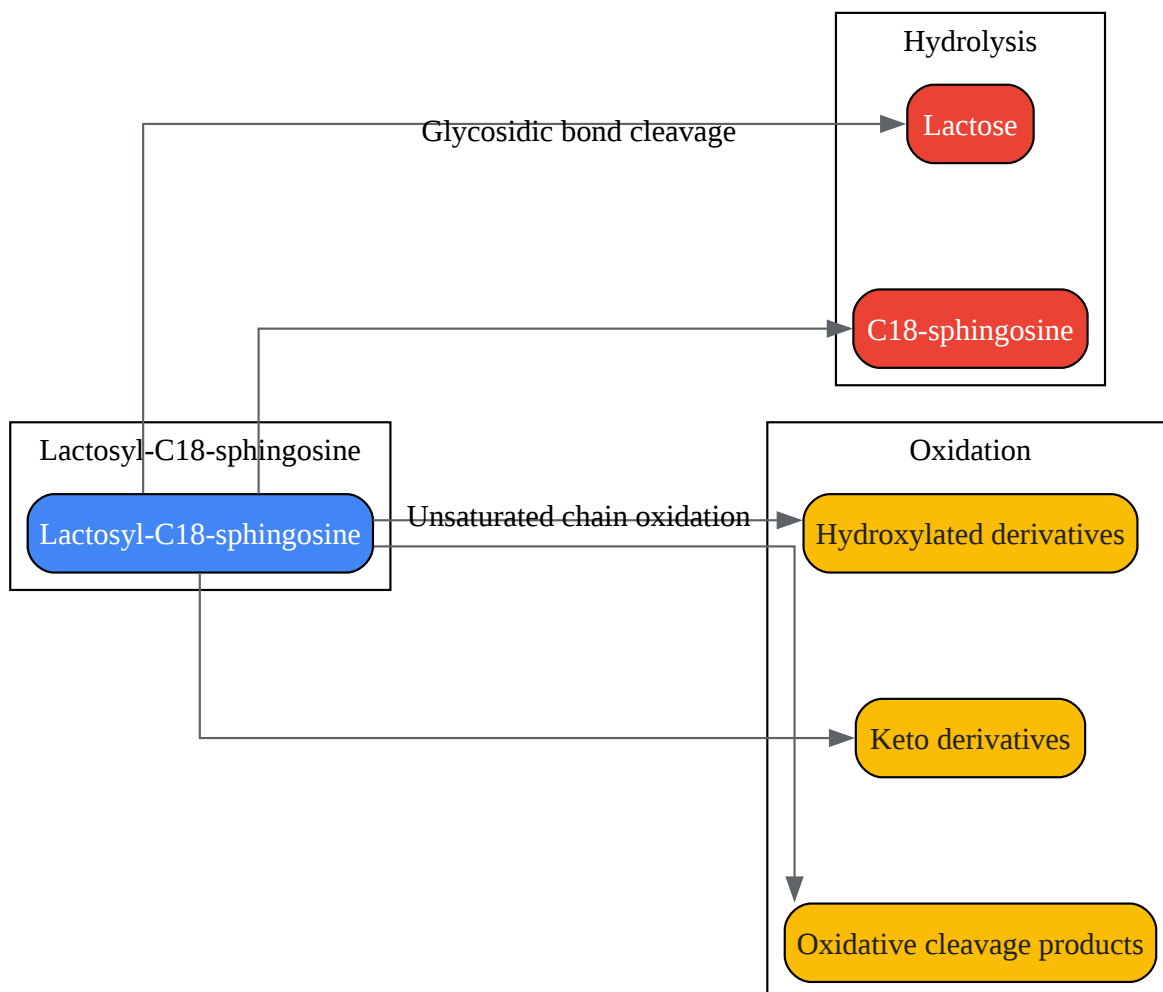 Hydrolysis
Lactose
Glycosidic bond cleavage
C18-sphingosine
Lactosyl-C18-sphingosine
Lactosyl-C18-sphingosine
Unsaturated chain oxidation
Oxidation
Hydroxylated derivatives
Keto derivatives
Oxidative cleavage products